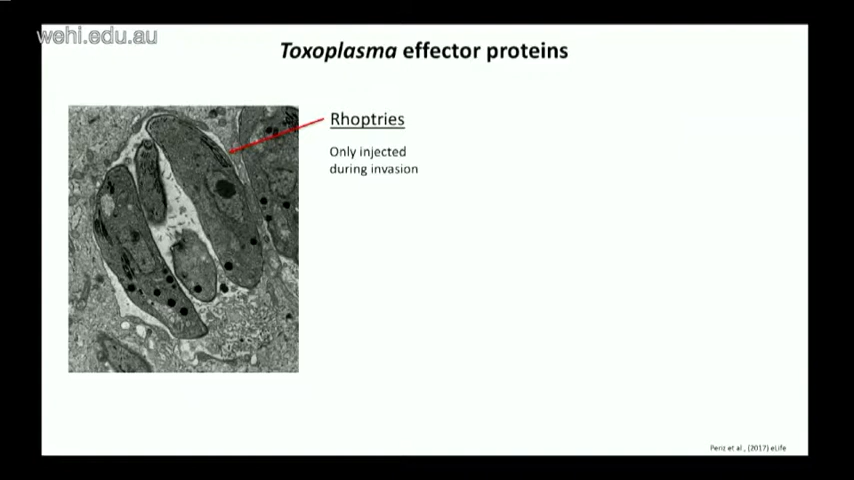 wehi.edu.au
Toxoplasma effector proteins
Rhoptries
Only injected
during invasion
Periz et al., (2017) eLife